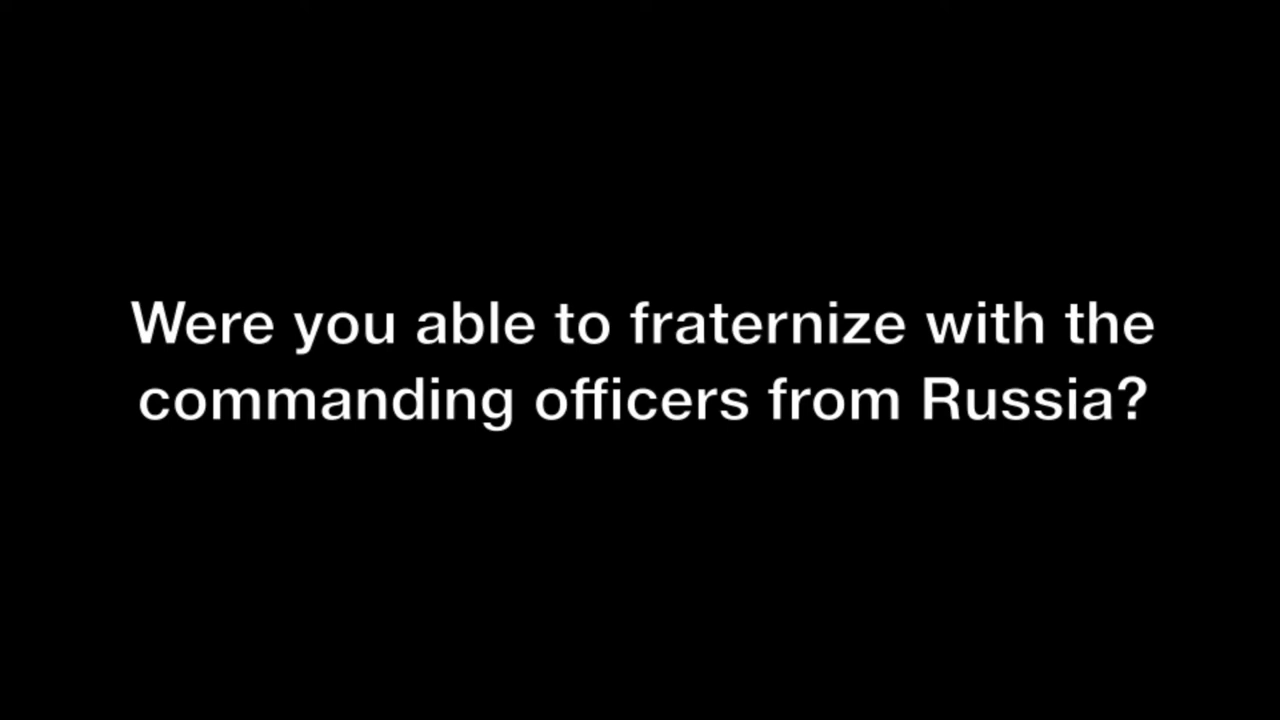 Were you able to fraternize with the
commanding officers from Russia?